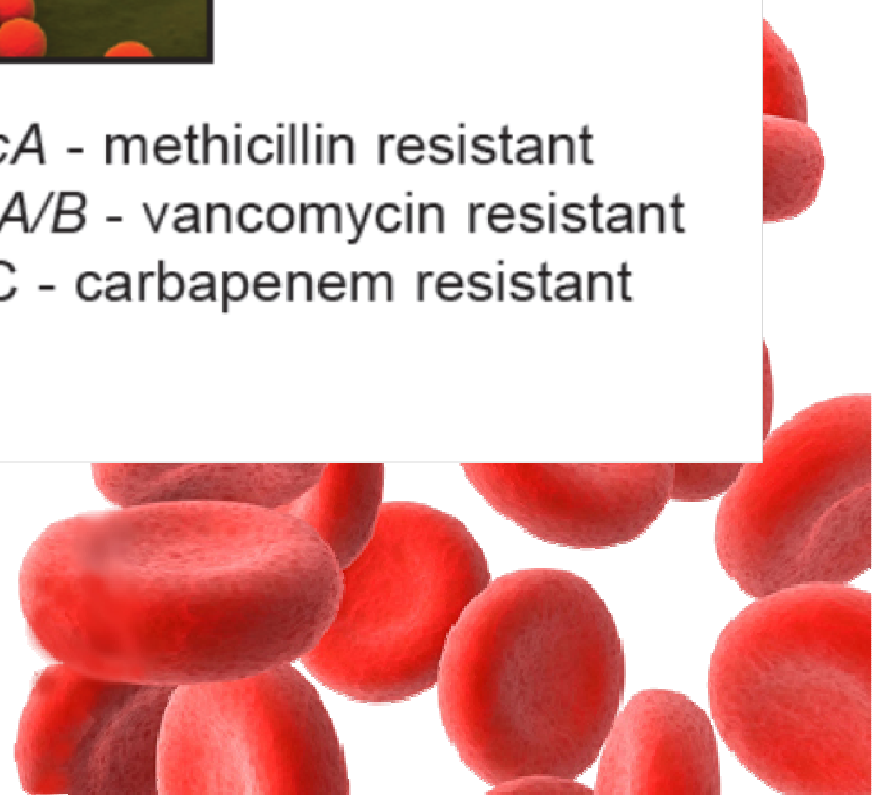 cA - methicillin resistant
A/B - vancomycin resistant
C - carbapenem resistant